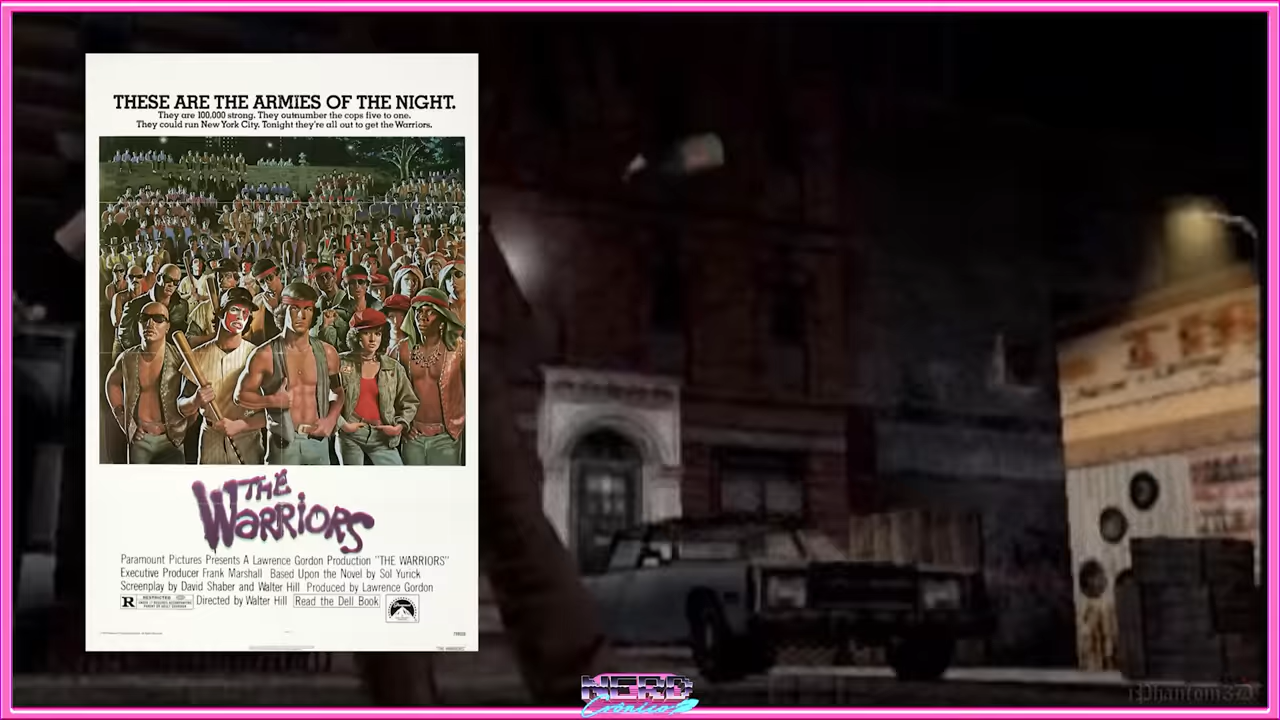 THESE ARE THE ARMIES OF THE NIGHT.
They are 100,000 strong. They outnumber the cops five to one.
They could run New York City. Tonight they're all out to get the Warriors.
THE
WARRIORS
Paramount Pictures Presents A Lawrence Gordon Production "THE WARRIORS"
Executive Producer Frank Marshall Based Upon the Novel by Sol Yurick
Screenplay by David Shaber and Walter Hill Produced by Lawrence Gordon
R RESTRICTED Directed by Walter Hill Read the Dell Book
NERD
Crônico